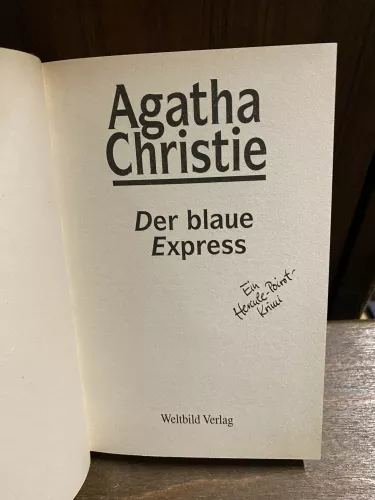 Agatha
Christie
Der blaue
Express
Ein
Hercule-Poirot-
Krimi
Weltbild Verlag